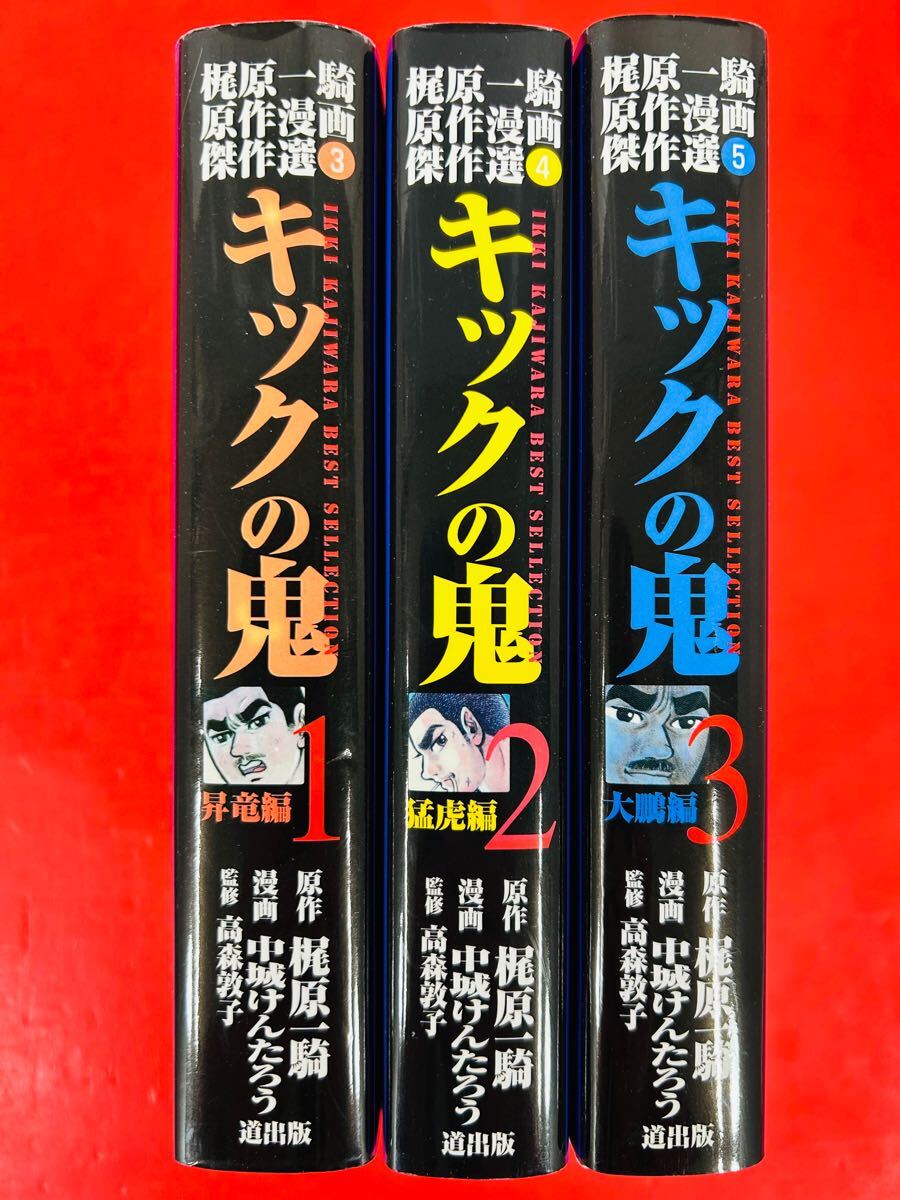 梶原一騎
原作漫画
傑作選3
キックの鬼
IKKI KAJIWARA BEST SELLECTION
1
昇竜編
原作 梶原一騎
漫画 中城けんたろう
監修 高森敦子
道出版
梶原一騎
原作漫画
傑作選4
キックの鬼
IKKI KAJIWARA BEST SELLECTION
2
猛虎編
原作 梶原一騎
漫画 中城けんたろう
監修 高森敦子
道出版
梶原一騎
原作漫画
傑作選5
キックの鬼
IKKI KAJIWARA BEST SELLECTION
3
大鵬編
原作 梶原一騎
漫画 中城けんたろう
監修 高森敦子
道出版